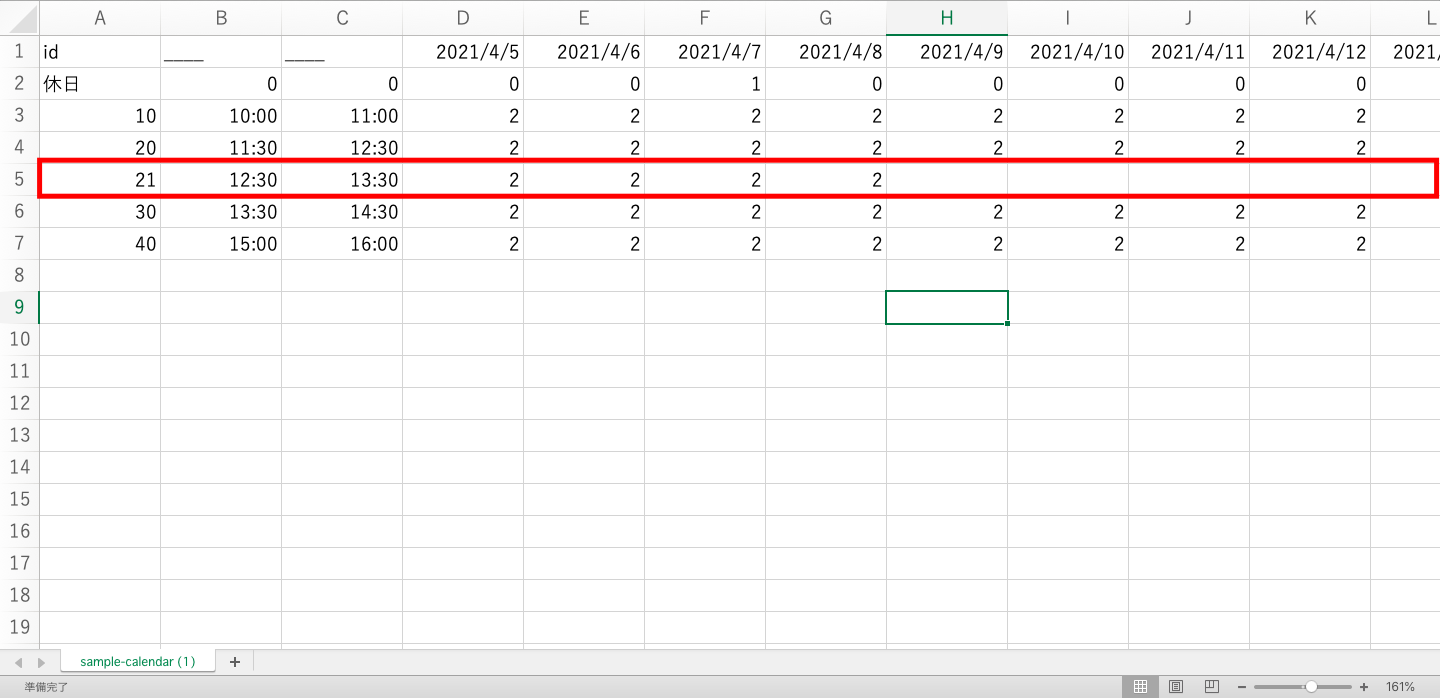 A B C D E F G H I J K L
1 id ____ ____ 2021/4/5 2021/4/6 2021/4/7 2021/4/8 2021/4/9 2021/4/10 2021/4/11 2021/4/12 2021/
2 休日 0 0 0 0 1 0 0 0 0 0
3 10 10:00 11:00 2 2 2 2 2 2 2 2
4 20 11:30 12:30 2 2 2 2 2 2 2 2
5 21 12:30 13:30 2 2 2 2
6 30 13:30 14:30 2 2 2 2 2 2 2 2
7 40 15:00 16:00 2 2 2 2 2 2 2 2
8
9
10
11
12
13
14
15
16
17
18
19
sample-calendar (1) +
準備完了 − + 161%